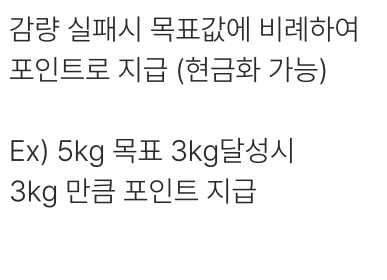 감량 실패시 목표값에 비례하여
포인트로 지급 (현금화 가능)
Ex) 5kg 목표 3kg달성시
3kg 만큼 포인트 지급